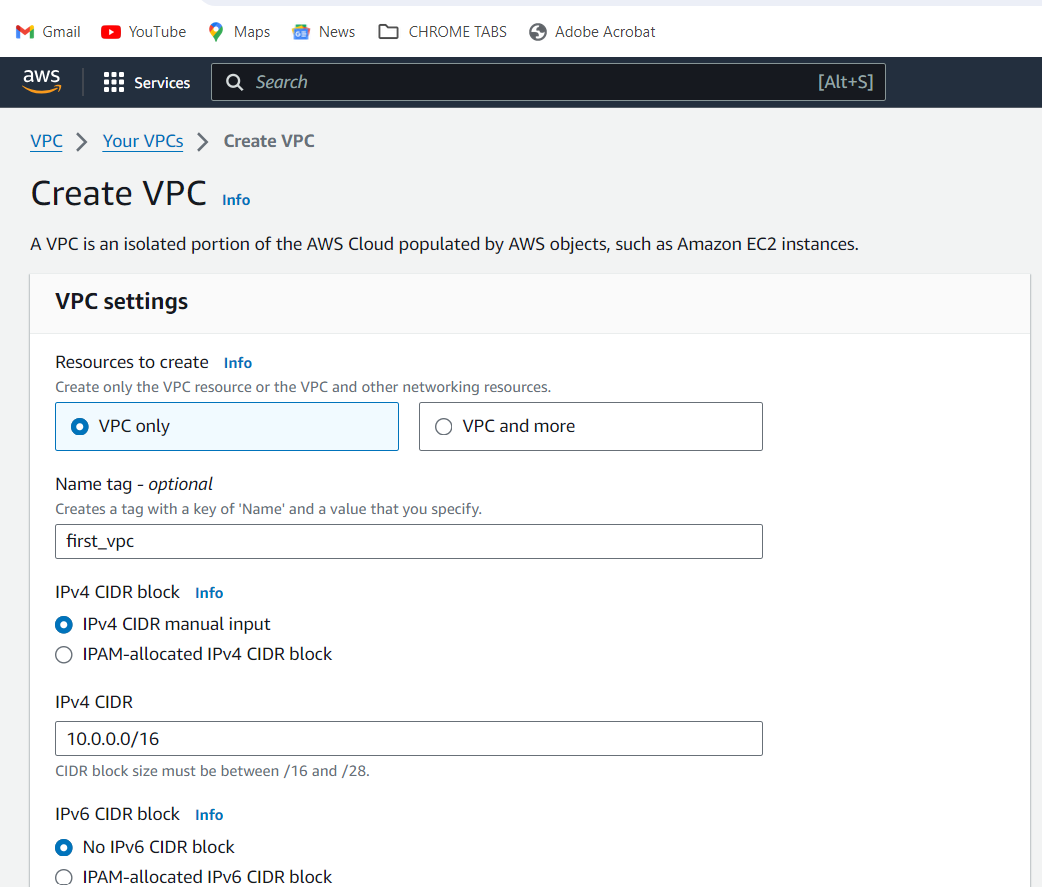 Gmail YouTube Maps News CHROME TABS Adobe Acrobat
aws Services Search [Alt+S]
VPC Your VPCs Create VPC
Create VPC Info
A VPC is an isolated portion of the AWS Cloud populated by AWS objects, such as Amazon EC2 instances.
VPC settings
Resources to create Info
Create only the VPC resource or the VPC and other networking resources.
VPC only VPC and more
Name tag - optional
Creates a tag with a key of 'Name' and a value that you specify.
first_vpc
IPv4 CIDR block Info
IPv4 CIDR manual input
IPAM-allocated IPv4 CIDR block
IPv4 CIDR
10.0.0.0/16
CIDR block size must be between /16 and /28.
IPv6 CIDR block Info
No IPv6 CIDR block
IPAM-allocated IPv6 CIDR block